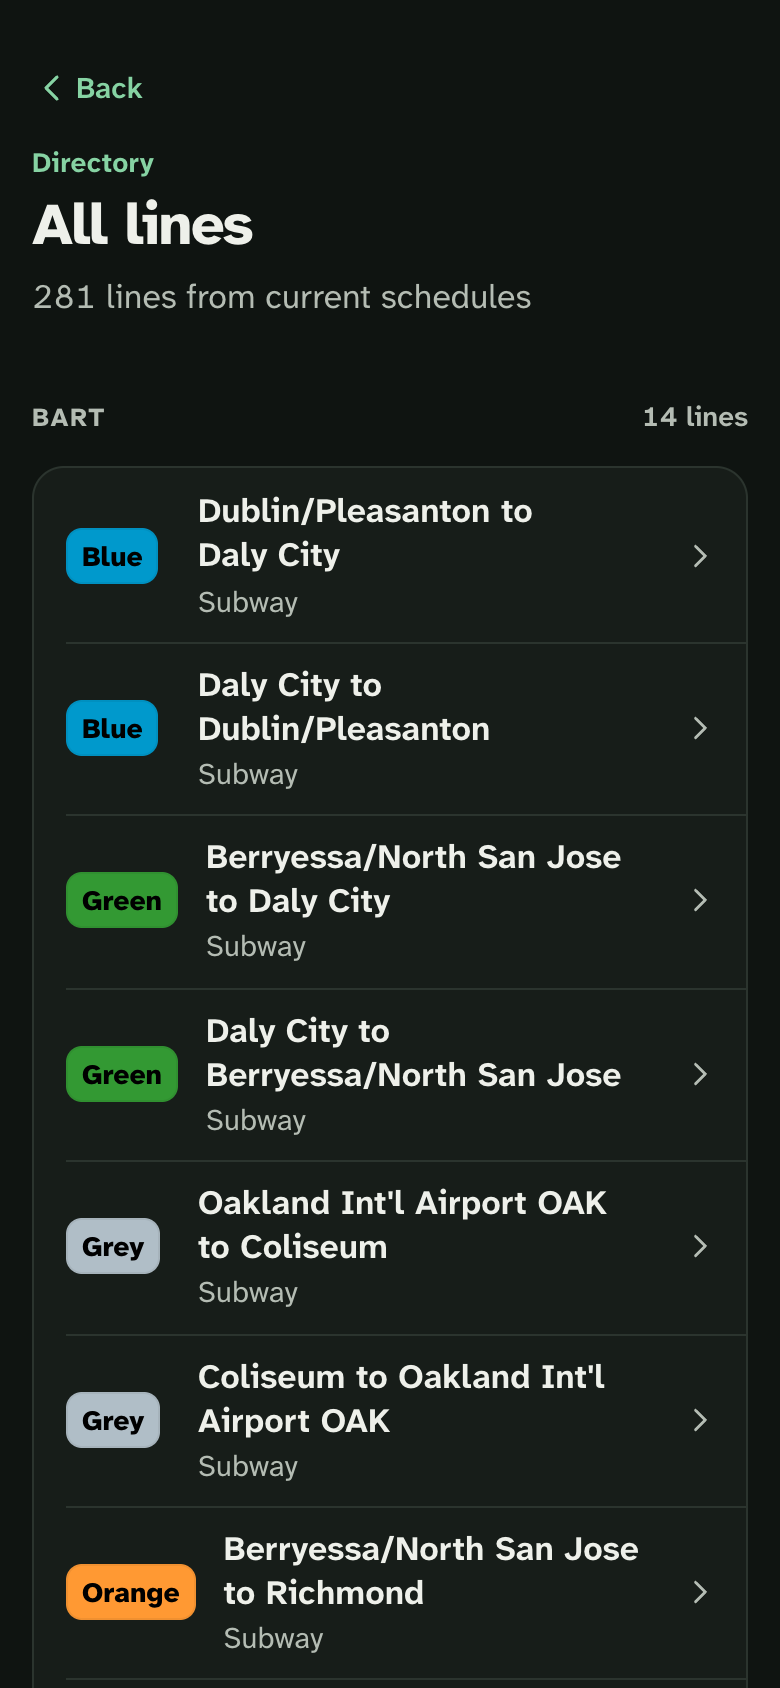 Back
Directory
All lines
281 lines from current schedules
BART
14 lines
Blue
Dublin/Pleasanton to
Daly City
Subway
Blue
Daly City to
Dublin/Pleasanton
Subway
Green
Berryessa/North San Jose
to Daly City
Subway
Green
Daly City to
Berryessa/North San Jose
Subway
Grey
Oakland Int'l Airport OAK
to Coliseum
Subway
Grey
Coliseum to Oakland Int'l
Airport OAK
Subway
Orange
Berryessa/North San Jose
to Richmond
Subway